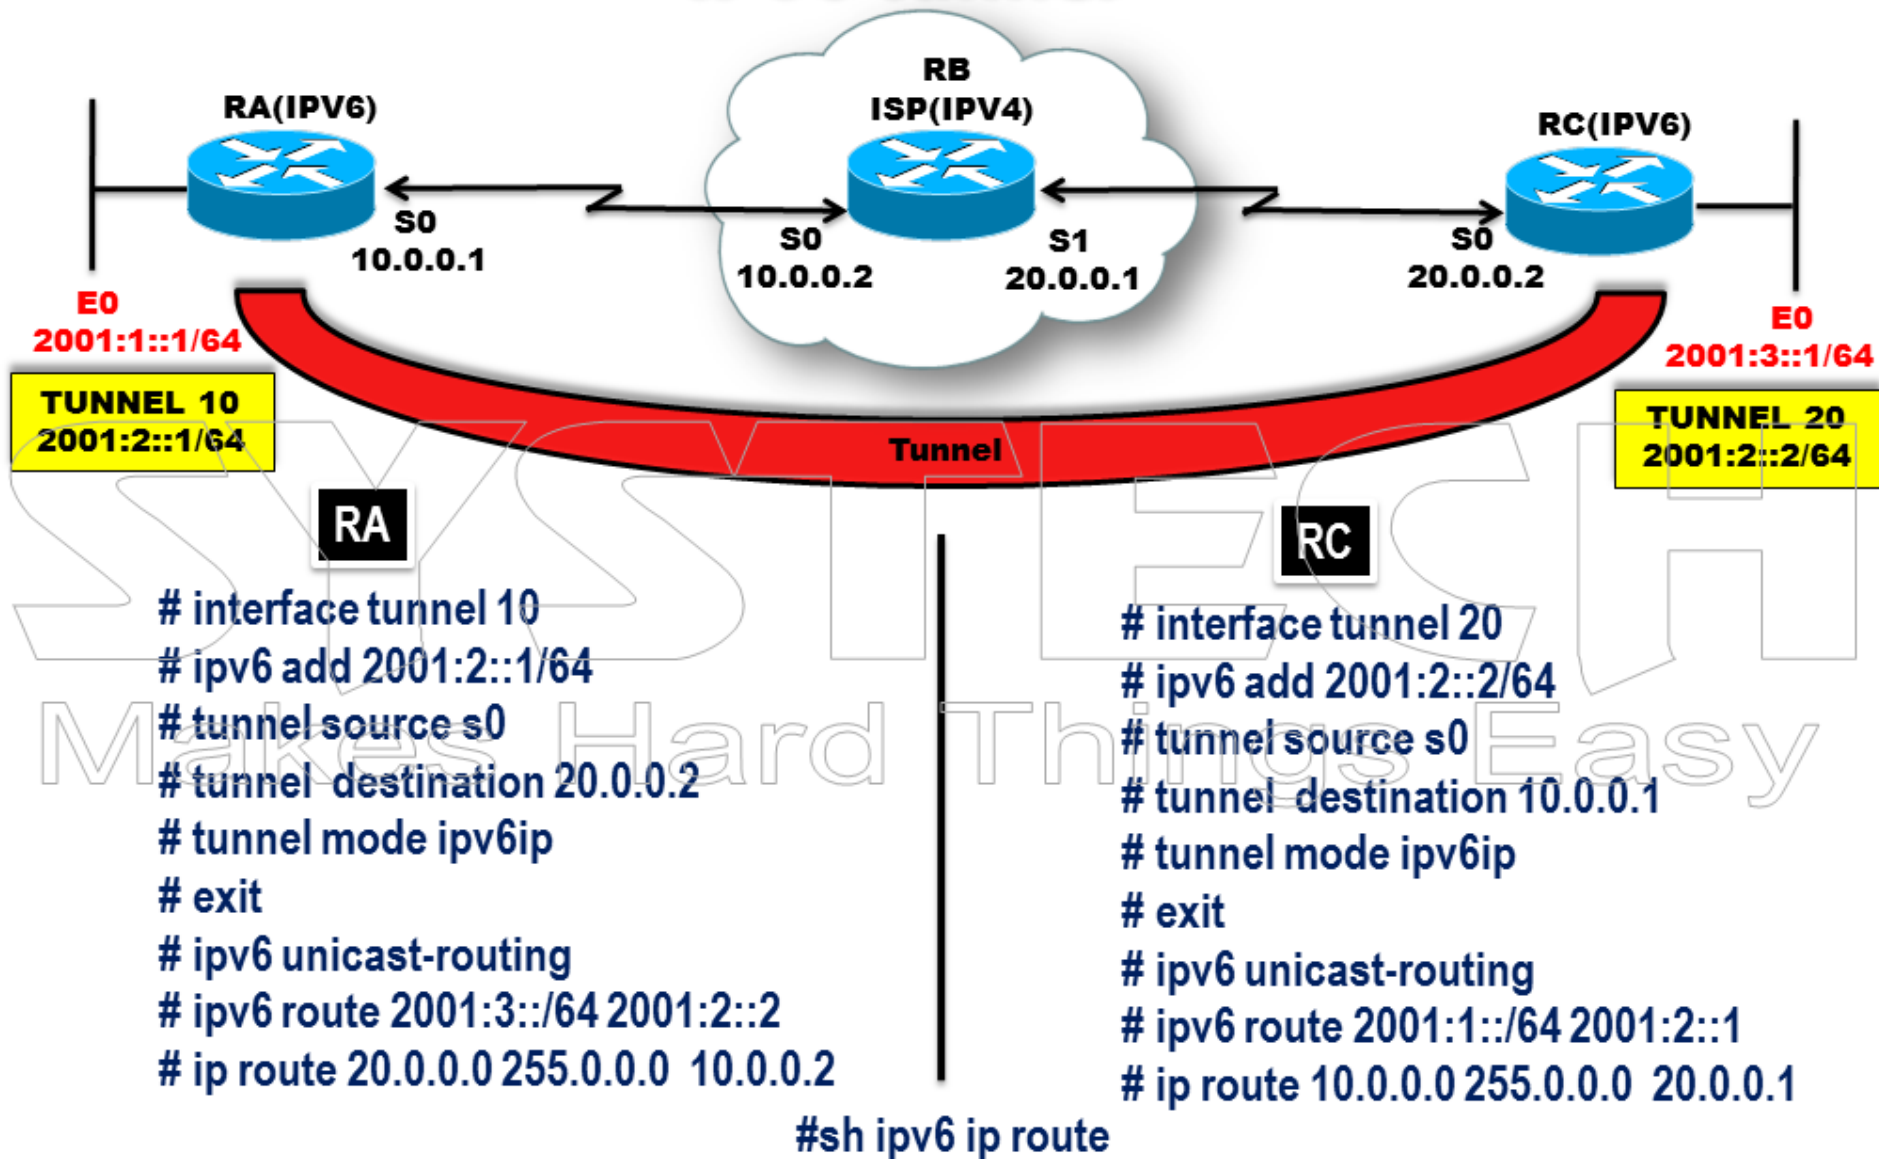 RB
ISP(IPV4)
RA(IPV6)
RC(IPV6)
S0
10.0.0.1
S0
10.0.0.2
S1
20.0.0.1
S0
20.0.0.2
E0
2001:1::1/64
E0
2001:3::1/64
TUNNEL 10
2001:2::1/64
TUNNEL 20
2001:2::2/64
Tunnel
SYSTECH
Makes Hard Things Easy
RA
# interface tunnel 10
# ipv6 add 2001:2::1/64
# tunnel source s0
# tunnel destination 20.0.0.2
# tunnel mode ipv6ip
# exit
# ipv6 unicast-routing
# ipv6 route 2001:3::/64 2001:2::2
# ip route 20.0.0.0 255.0.0.0 10.0.0.2
RC
# interface tunnel 20
# ipv6 add 2001:2::2/64
# tunnel source s0
# tunnel destination 10.0.0.1
# tunnel mode ipv6ip
# exit
# ipv6 unicast-routing
# ipv6 route 2001:1::/64 2001:2::1
# ip route 10.0.0.0 255.0.0.0 20.0.0.1
#sh ipv6 ip route